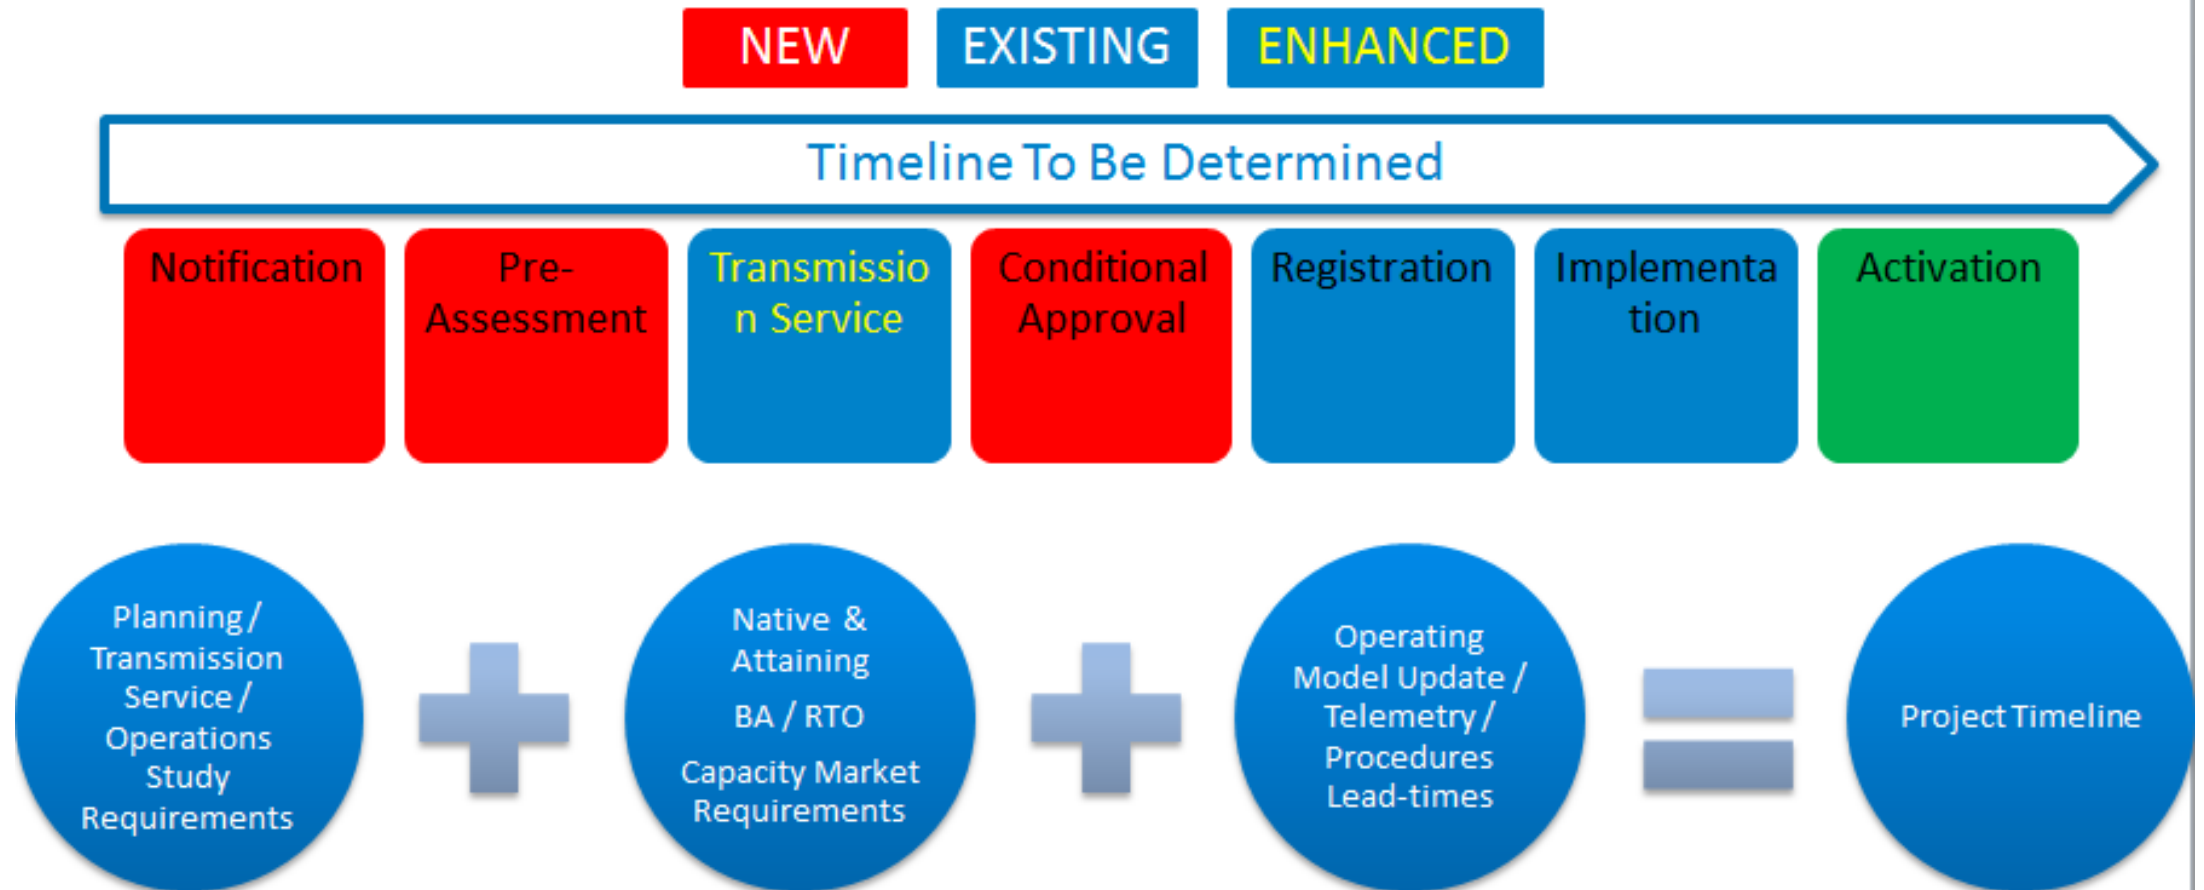 NEW
EXISTING
ENHANCED
Timeline To Be Determined
Notification
Pre-
Assessment
Transmissio
n Service
Conditional
Approval
Registration
Implementa
tion
Activation
Planning /
Transmission
Service /
Operations
Study
Requirements
Native &
Attaining
BA / RTO
Capacity Market
Requirements
Operating
Model Update /
Telemetry /
Procedures
Lead-times
Project Timeline